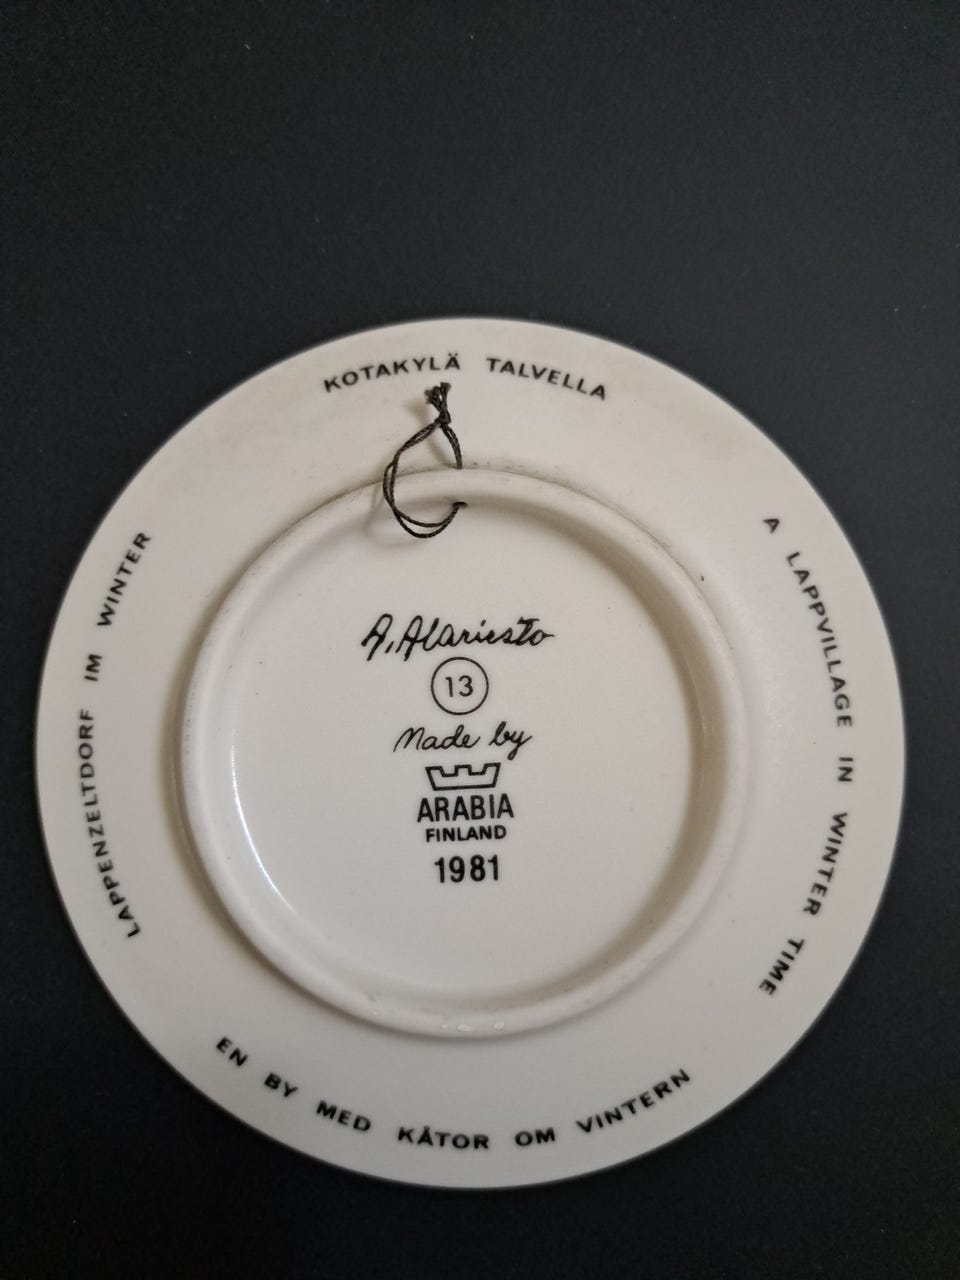 KOTAKYLÄ TALVELLA
A LAPPVILLAGE IN WINTER TIME
EN BY MED KÅTOR OM VINTERN
LAPPENZELTDORF IM WINTER
A. Alariesto
13
Made by
ARABIA
FINLAND
1981